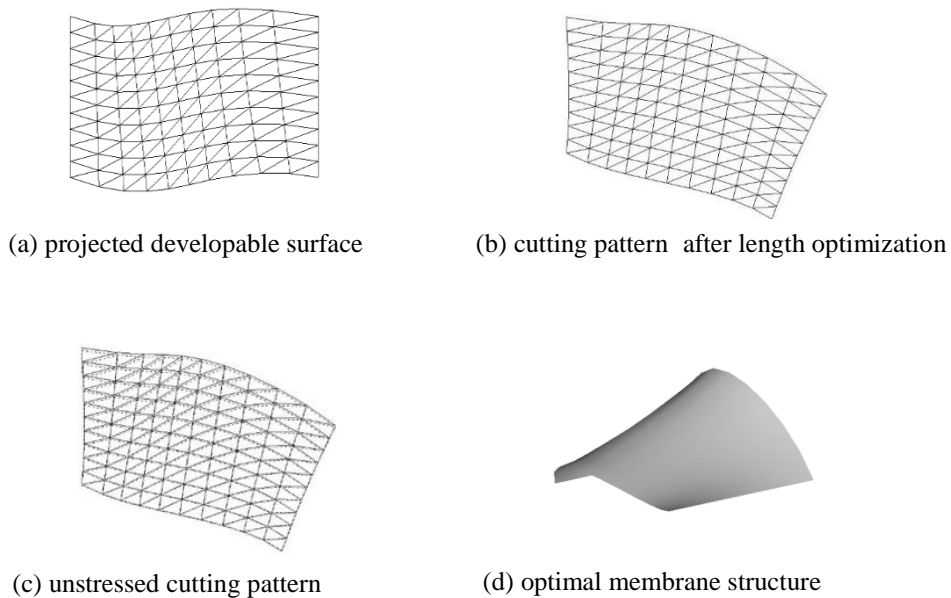 (a) projected developable surface
(b) cutting pattern after length optimization
(c) unstressed cutting pattern
(d) optimal membrane structure